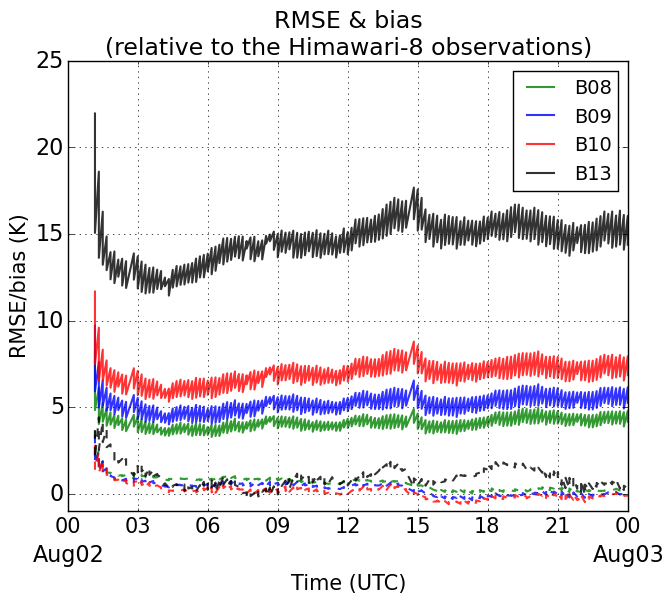 RMSE & bias
(relative to the Himawari-8 observations)
RMSE/bias (K)
25
20
15
10
5
0
B08
B09
B10
B13
00 03 06 09 12 15 18 21 00
Aug02 Aug03
Time (UTC)